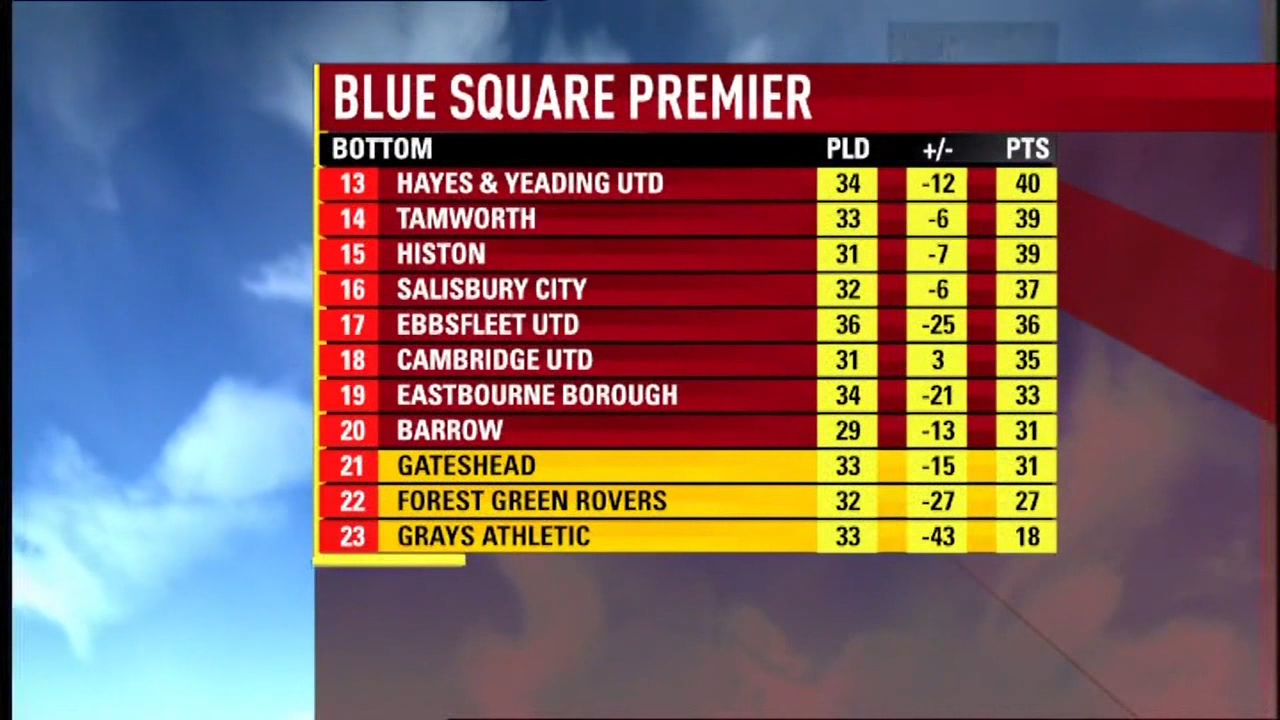 BLUE SQUARE PREMIER
BOTTOM PLD +/- PTS
13 HAYES & YEADING UTD 34 -12 40
14 TAMWORTH 33 -6 39
15 HISTON 31 -7 39
16 SALISBURY CITY 32 -6 37
17 EBBSFLEET UTD 36 -25 36
18 CAMBRIDGE UTD 31 3 35
19 EASTBOURNE BOROUGH 34 -21 33
20 BARROW 29 -13 31
21 GATESHEAD 33 -15 31
22 FOREST GREEN ROVERS 32 -27 27
23 GRAYS ATHLETIC 33 -43 18